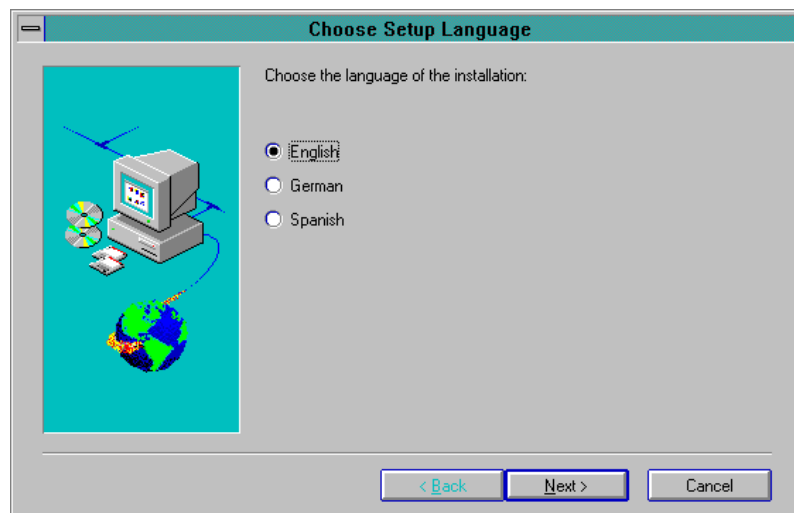 Choose Setup Language
Choose the language of the installation:
English
German
Spanish
< Back
Next >
Cancel